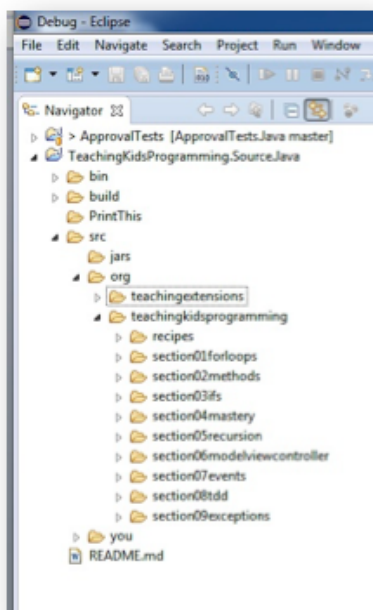 Debug - Eclipse
File Edit Navigate Search Project Run Window
Navigator
> ApprovalTests [ApprovalTests.Java master]
TeachingKidsProgramming.Source.Java
bin
build
PrintThis
src
jars
org
teachingextensions
teachingkidsprogramming
recipes
section01forloops
section02methods
section03ifs
section04mastery
section05recursion
section06modelviewcontroller
section07events
section08tdd
section09exceptions
you
README.md